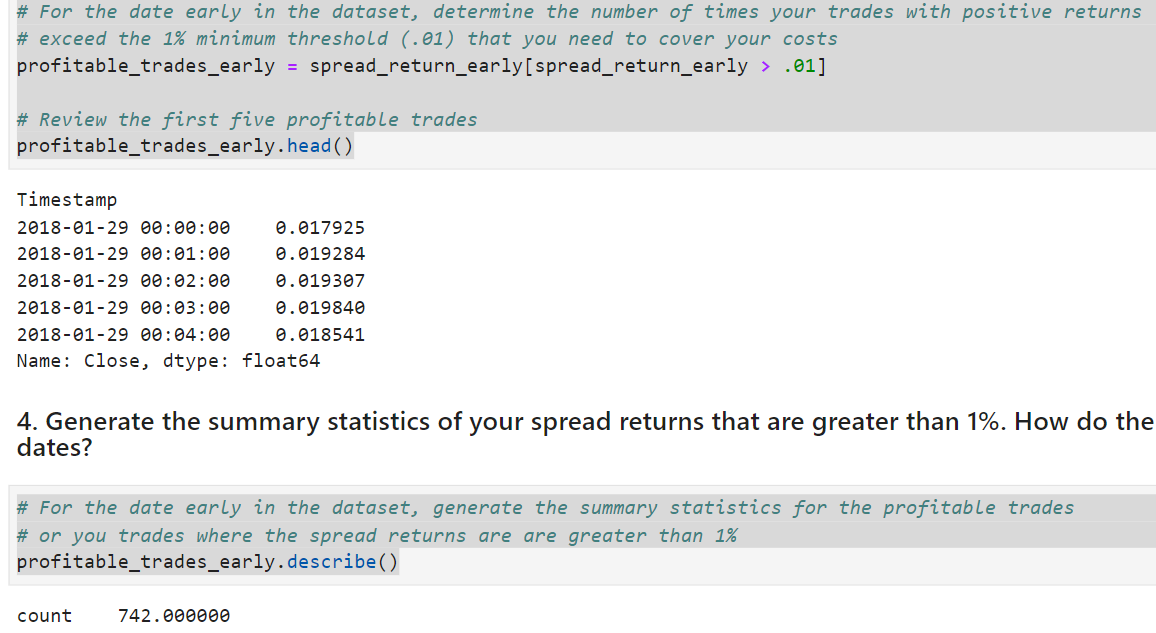 # For the date early in the dataset, determine the number of times your trades with positive returns
# exceed the 1% minimum threshold (.01) that you need to cover your costs
profitable_trades_early = spread_return_early[spread_return_early > .01]
# Review the first five profitable trades
profitable_trades_early.head()
Timestamp
2018-01-29 00:00:00    0.017925
2018-01-29 00:01:00    0.019284
2018-01-29 00:02:00    0.019307
2018-01-29 00:03:00    0.019840
2018-01-29 00:04:00    0.018541
Name: Close, dtype: float64
4. Generate the summary statistics of your spread returns that are greater than 1%. How do the
dates?
# For the date early in the dataset, generate the summary statistics for the profitable trades
# or you trades where the spread returns are are greater than 1%
profitable_trades_early.describe()
count    742.000000